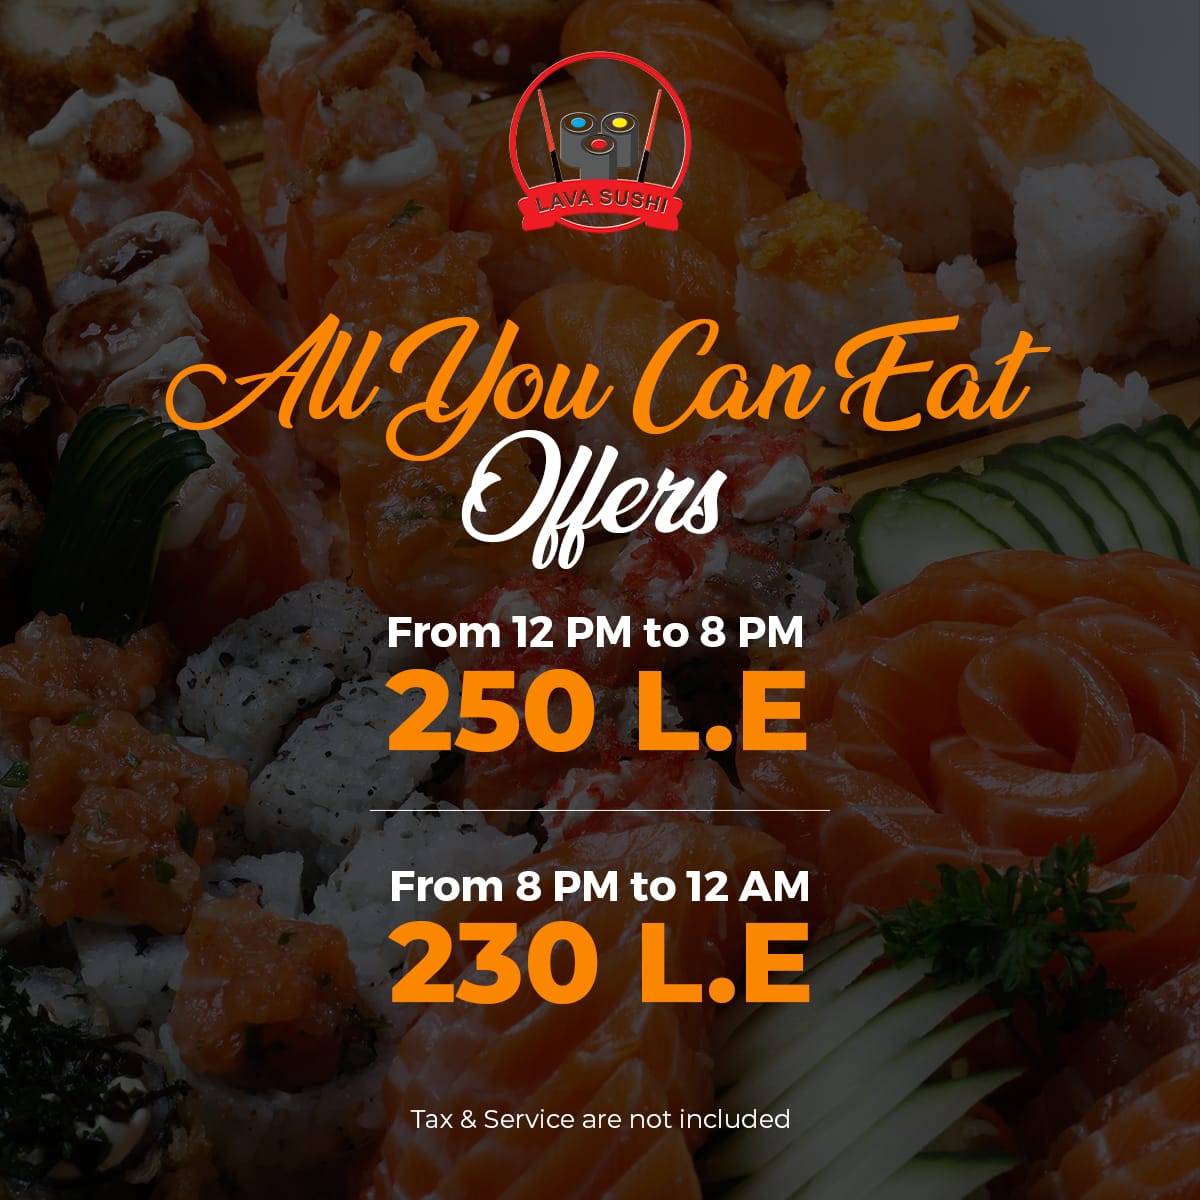 LAVA SUSHI
All You Can Eat
Offers
From 12 PM to 8 PM
250 L.E
From 8 PM to 12 AM
230 L.E
Tax & Service are not included